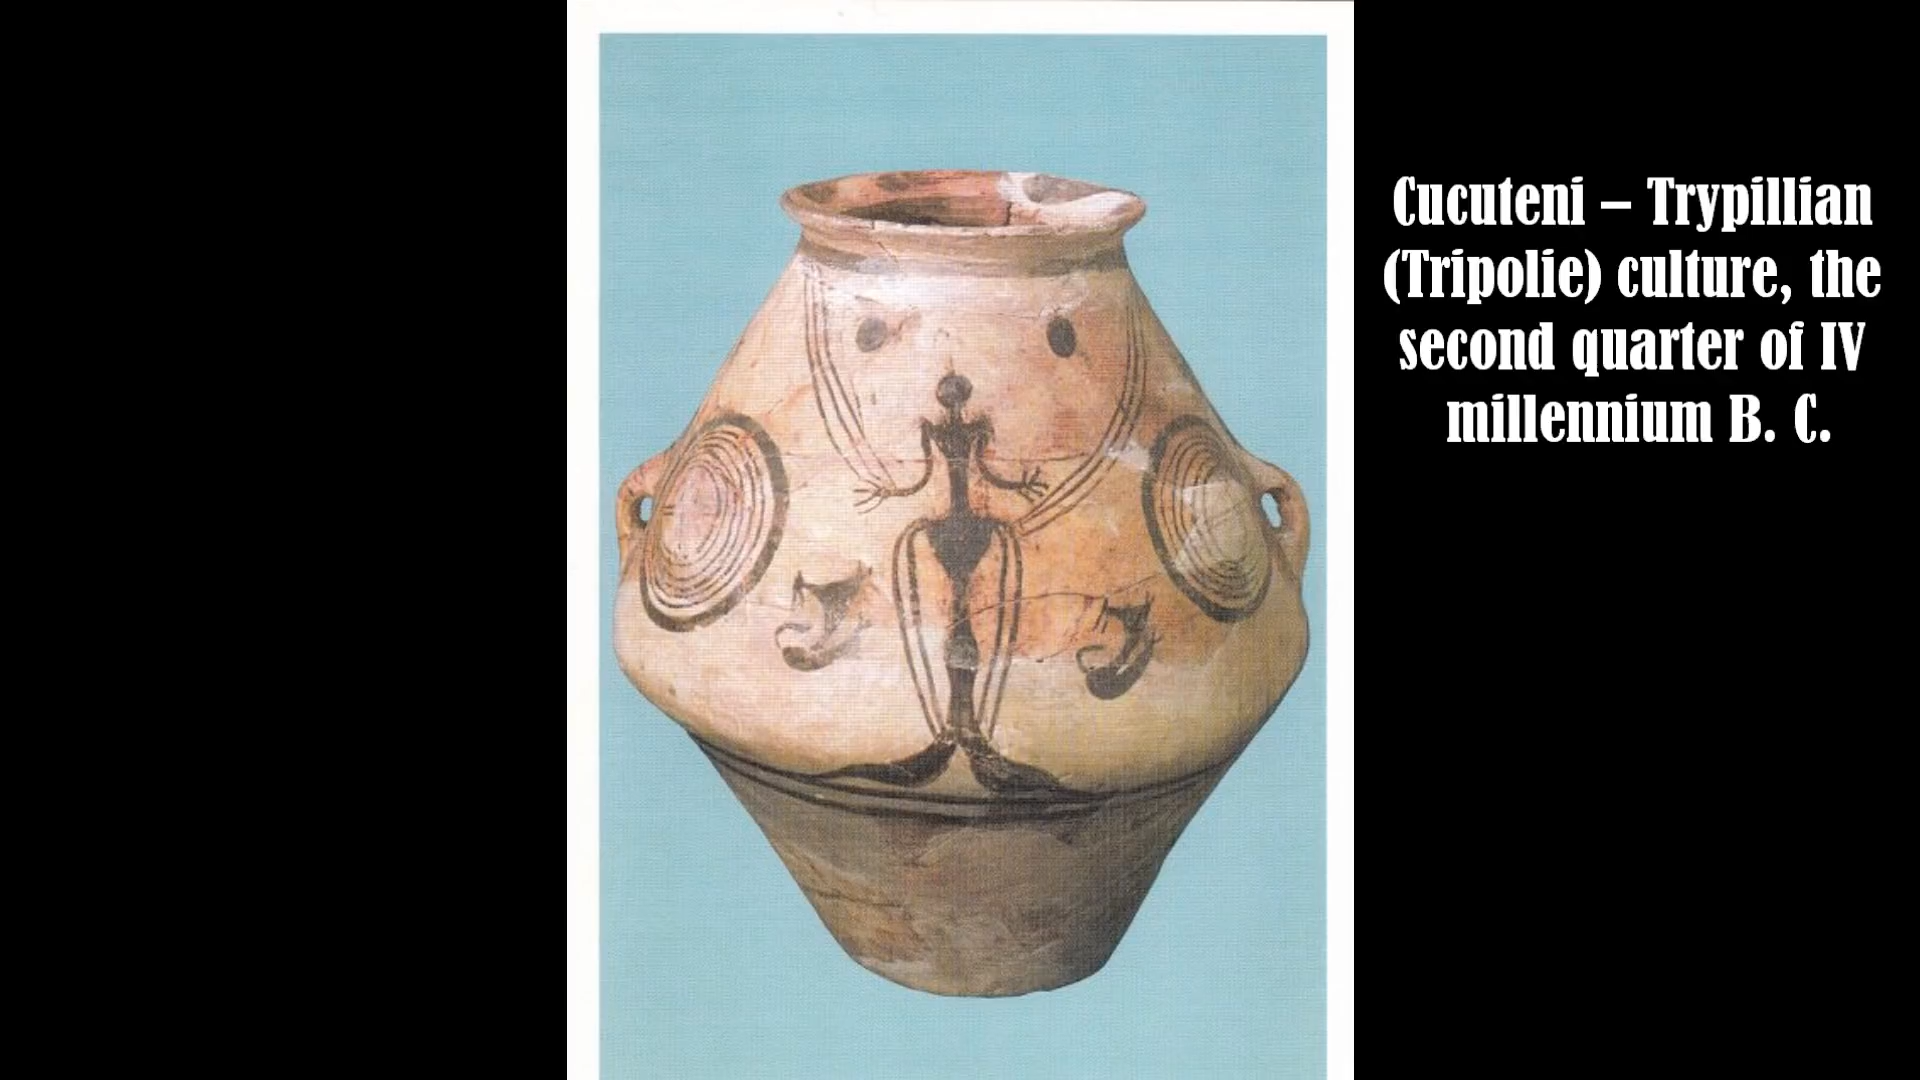 Cucuteni – Trypillian
(Tripolie) culture, the
second quarter of IV
millennium B. C.